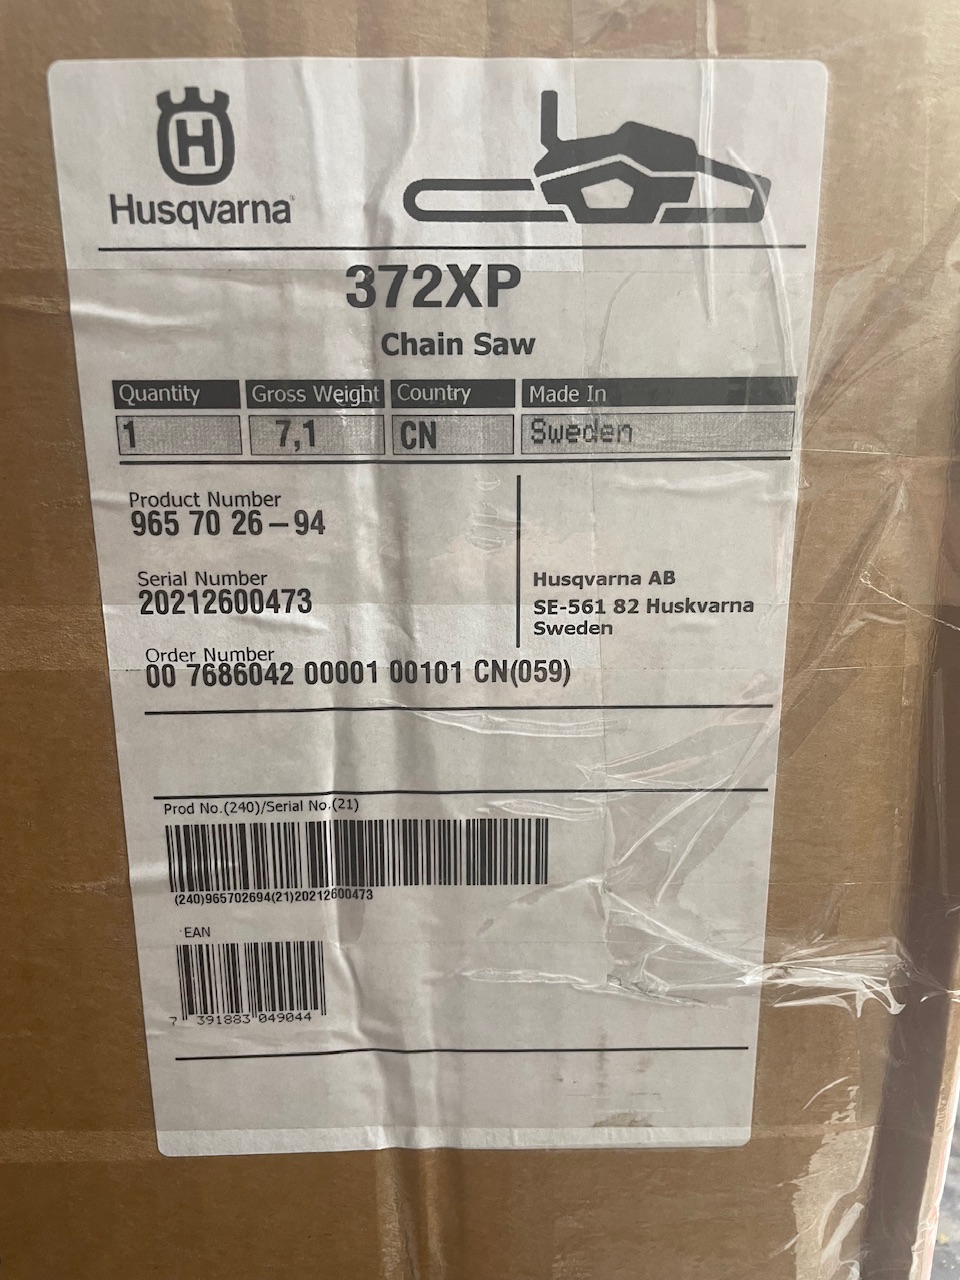 H
Husqvarna
372XP
Chain Saw
Quantity Gross Weight Country Made In
1 7,1 CN Sweden
Product Number
965 70 26-94
Serial Number
20212600473
Husqvarna AB
SE-561 82 Huskvarna
Sweden
Order Number
00 7686042 00001 00101 CN(059)
Prod No.(240)/Serial No.(21)
(240)965702694(21)20212600473
EAN
7 391883 049044